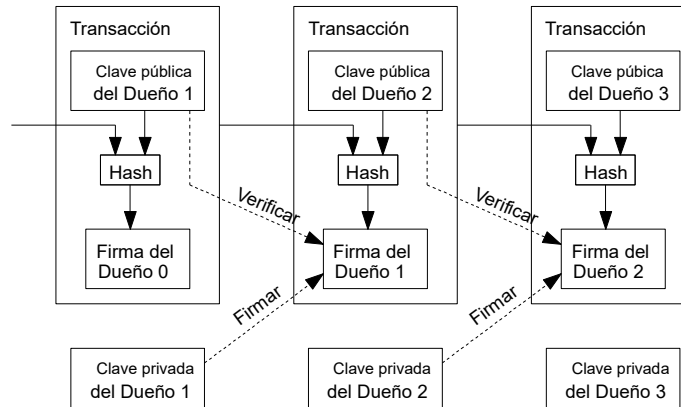 Transacción
Clave pública
del Dueño 1
Hash
Firma del
Dueño 0
Transacción
Clave pública
del Dueño 2
Hash
Firma del
Dueño 1
Transacción
Clave púbica
del Dueño 3
Hash
Firma del
Dueño 2
Verificar
Verificar
Firmar
Firmar
Clave privada
del Dueño 1
Clave privada
del Dueño 2
Clave privada
del Dueño 3